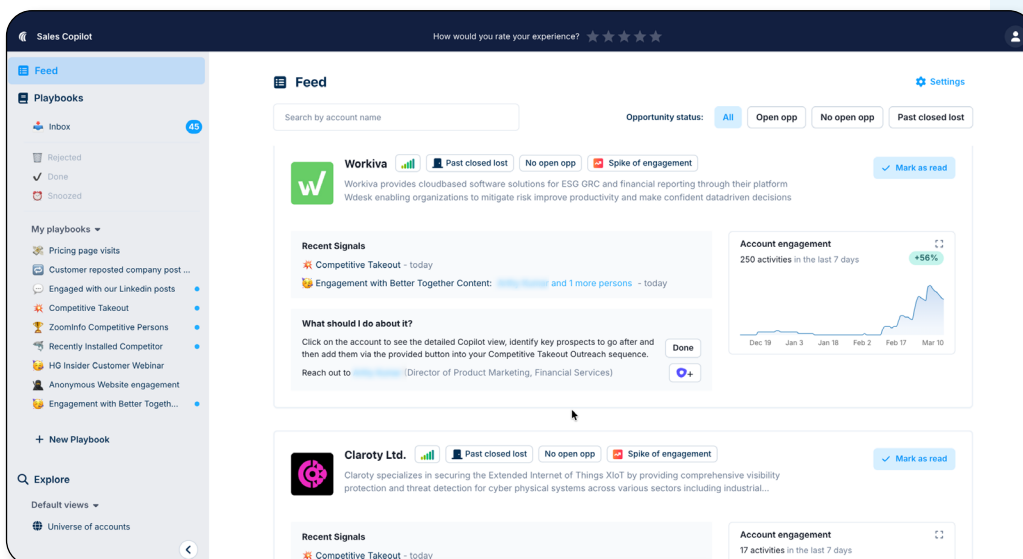 Sales Copilot
How would you rate your experience?
Feed
Playbooks
Inbox
45
Rejected
Done
Snoozed
My playbooks
Pricing page visits
Customer reposted company post ...
Engaged with our Linkedin posts
Competitive Takeout
ZoomInfo Competitive Persons
Recently Installed Competitor
HG Insider Customer Webinar
Anonymous Website engagement
Engagement with Better Togeth...
+ New Playbook
Explore
Default views
Universe of accounts
Feed
Settings
Search by account name
Opportunity status: All Open opp No open opp Past closed lost
Workiva Past closed lost No open opp Spike of engagement
Mark as read
Workiva provides cloudbased software solutions for ESG GRC and financial reporting through their platform
Wdesk enabling organizations to mitigate risk improve productivity and make confident datadriven decisions
Recent Signals
Competitive Takeout - today
Engagement with Better Together Content: and 1 more persons - today
What should I do about it?
Click on the account to see the detailed Copilot view, identify key prospects to go after and
then add them via the provided button into your Competitive Takeout Outreach sequence.
Done
Reach out to (Director of Product Marketing, Financial Services)
Account engagement
250 activities in the last 7 days
+56%
Dec 19 Jan 3 Jan 18 Feb 2 Feb 17 Mar 10
Claroty Ltd. Past closed lost No open opp Spike of engagement
Mark as read
Claroty specializes in securing the Extended Internet of Things XIoT by providing comprehensive visibility
protection and threat detection for cyber physical systems across various sectors including industrial...
Recent Signals
Competitive Takeout - today
Account engagement
17 activities in the last 7 days